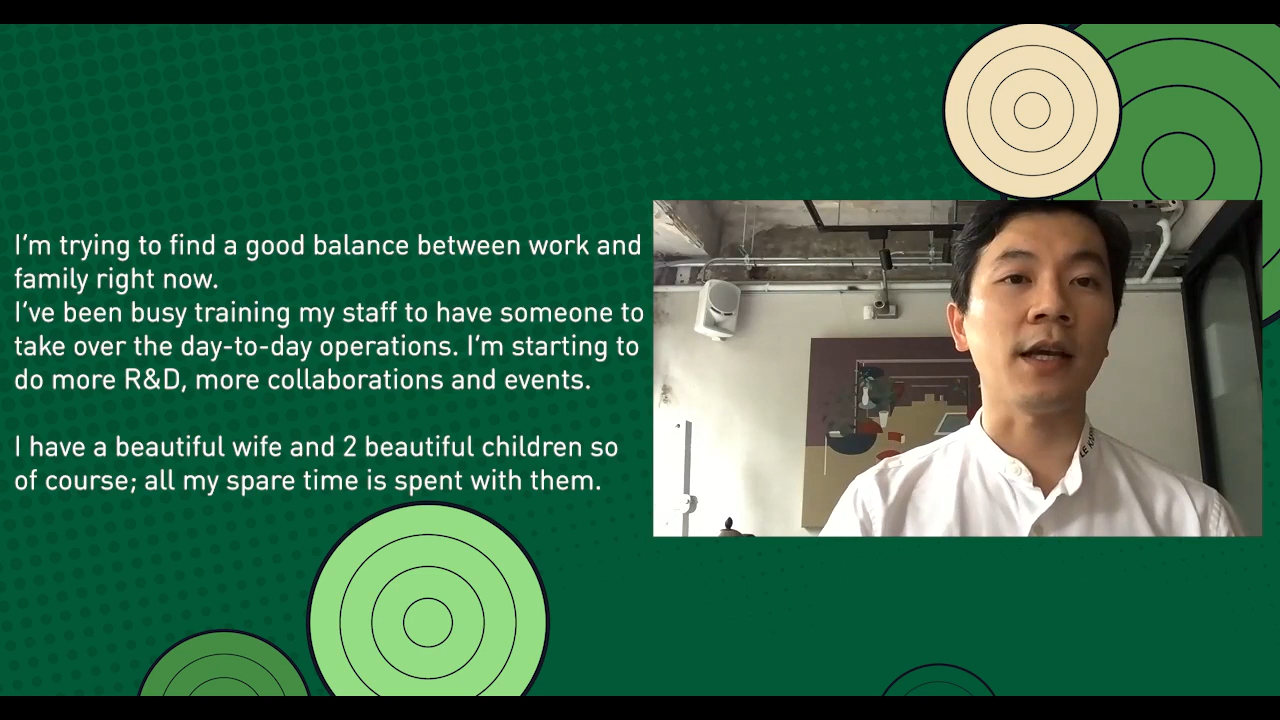 I'm trying to find a good balance between work and
family right now.
I've been busy training my staff to have someone to
take over the day-to-day operations. I'm starting to
do more R&D, more collaborations and events.
I have a beautiful wife and 2 beautiful children so
of course; all my spare time is spent with them.